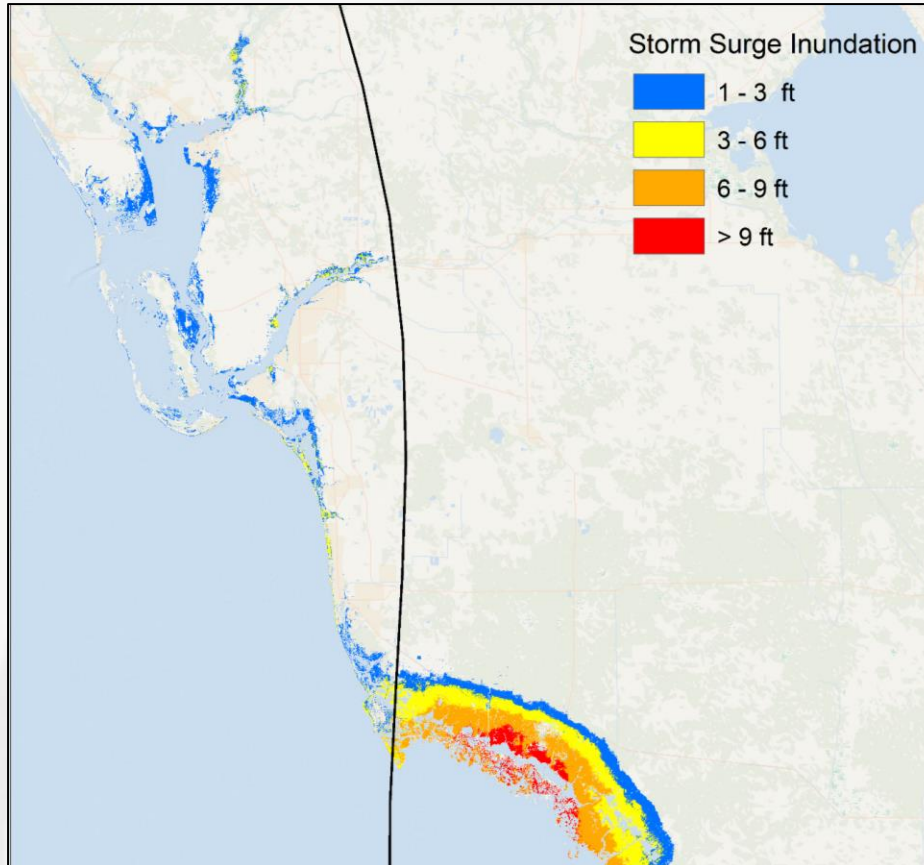 Storm Surge Inundation
1 - 3 ft
3 - 6 ft
6 - 9 ft
> 9 ft